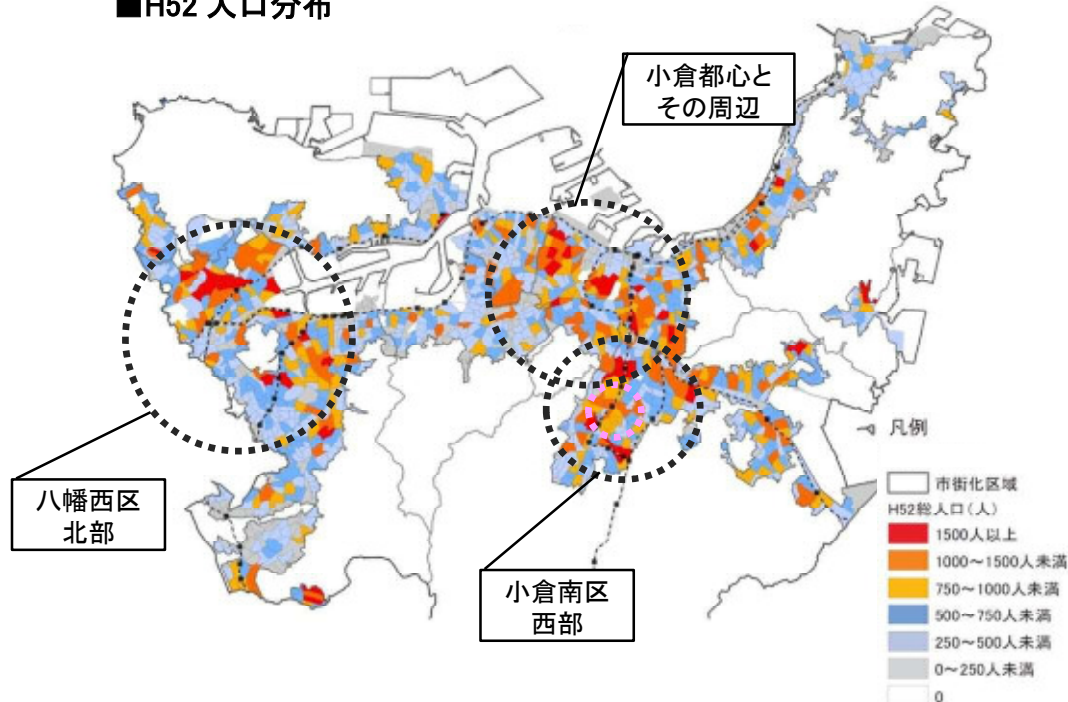 ■H52 人口分布
小倉都心と
その周辺
八幡西区
北部
小倉南区
西部
凡例
市街化区域
H52総人口(人)
1500人以上
1000～1500人未満
750～1000人未満
500～750人未満
250～500人未満
0～250人未満
0